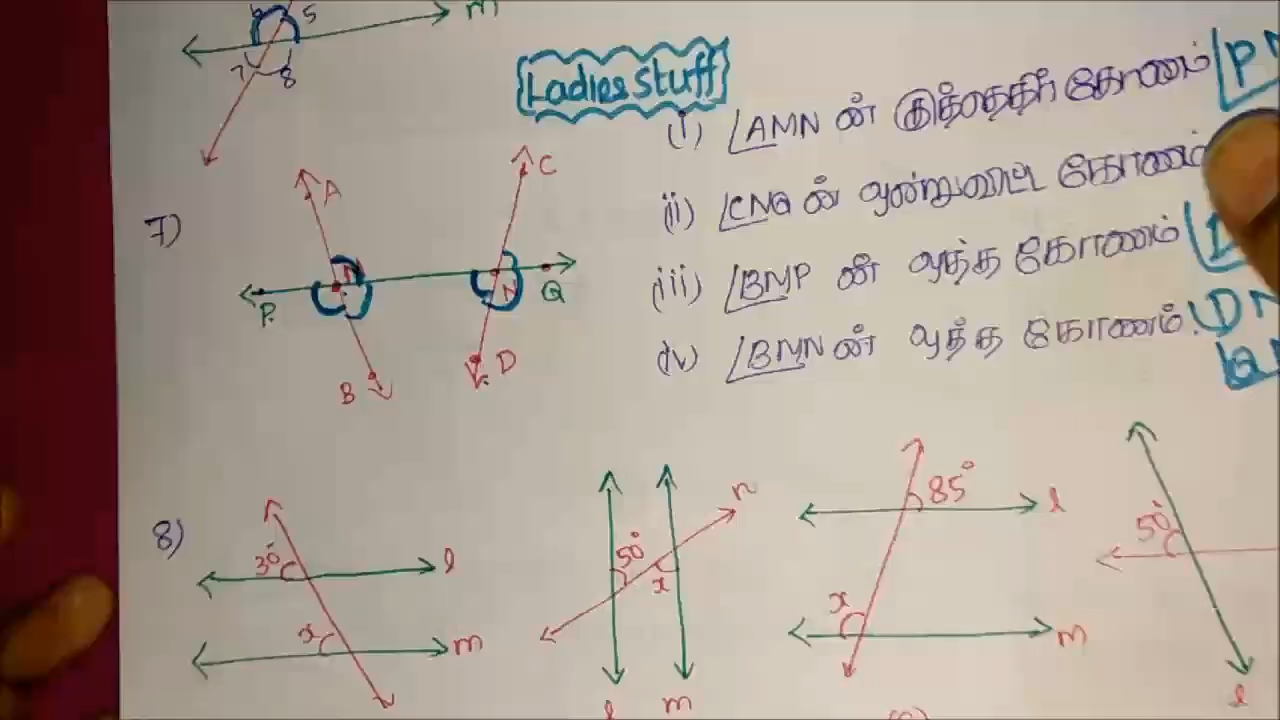 5 m
7 8
Ladies Stuff
(i) ∠AMN ன் குத்தெதிர் கோணம்
7) A C
(ii) ∠CNQ ன் ஒன்றுவிட்ட கோணம்
P M N Q
(iii) ∠BMP ன் ஒத்த கோணம்
B D
(iv) ∠BMN ன் ஒத்த கோணம்.
8) 30° l
x m
50° n
x
l m
85° l
x m
50°
l